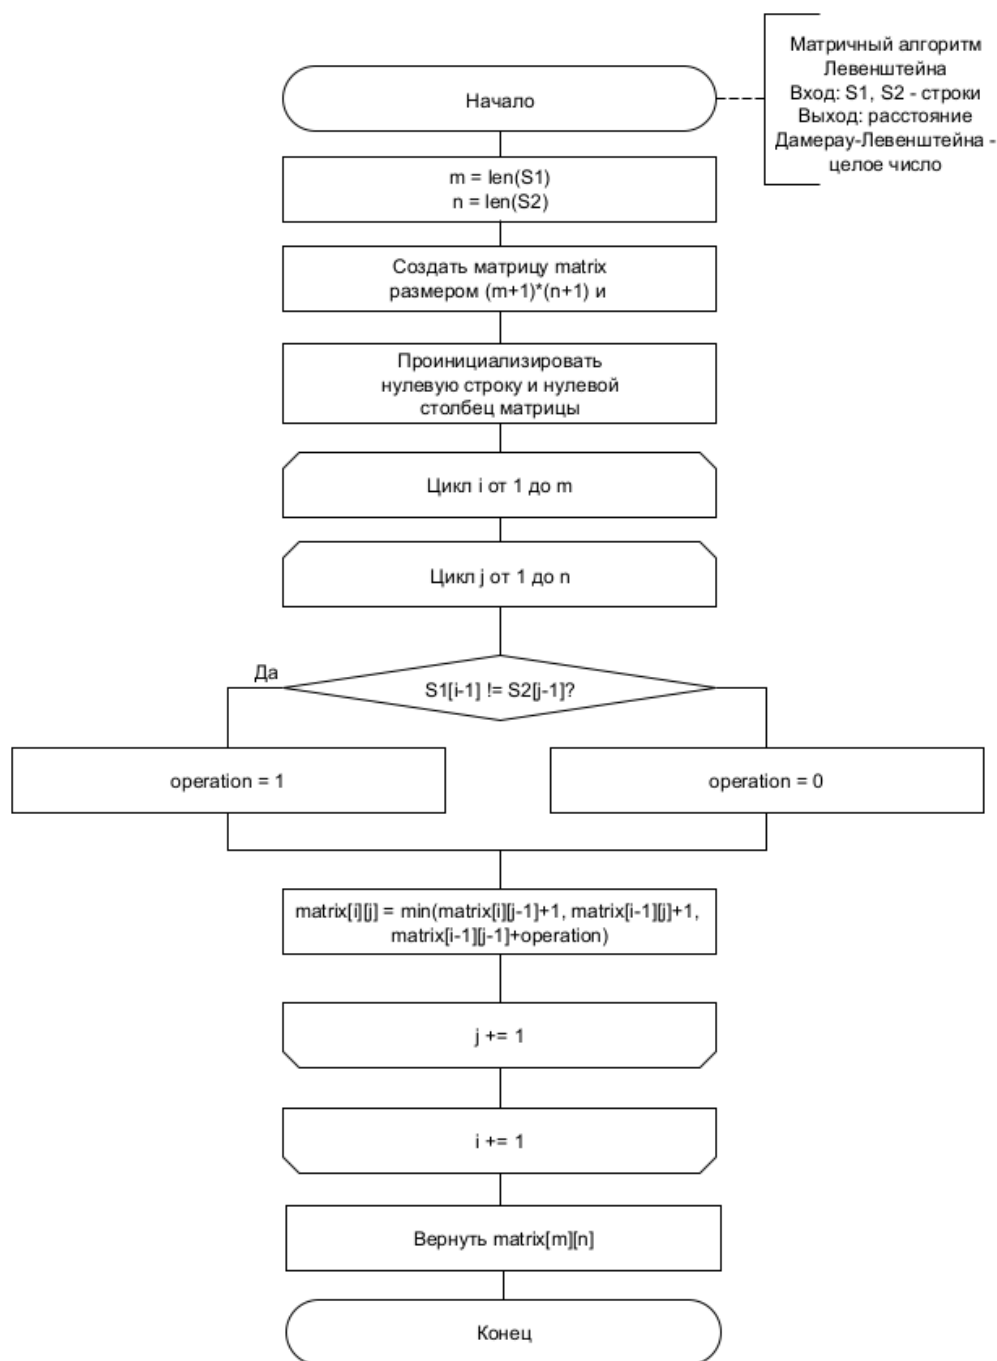 Матричный алгоритм
Левенштейна
Вход: S1, S2 - строки
Выход: расстояние
Дамерау-Левенштейна -
целое число
Начало
m = len(S1)
n = len(S2)
Создать матрицу matrix
размером (m+1)*(n+1) и
Проинициализировать
нулевую строку и нулевой
столбец матрицы
Цикл i от 1 до m
Цикл j от 1 до n
Да
S1[i-1] != S2[j-1]?
operation = 1
operation = 0
matrix[i][j] = min(matrix[i][j-1]+1, matrix[i-1][j]+1,
matrix[i-1][j-1]+operation)
j += 1
i += 1
Вернуть matrix[m][n]
Конец